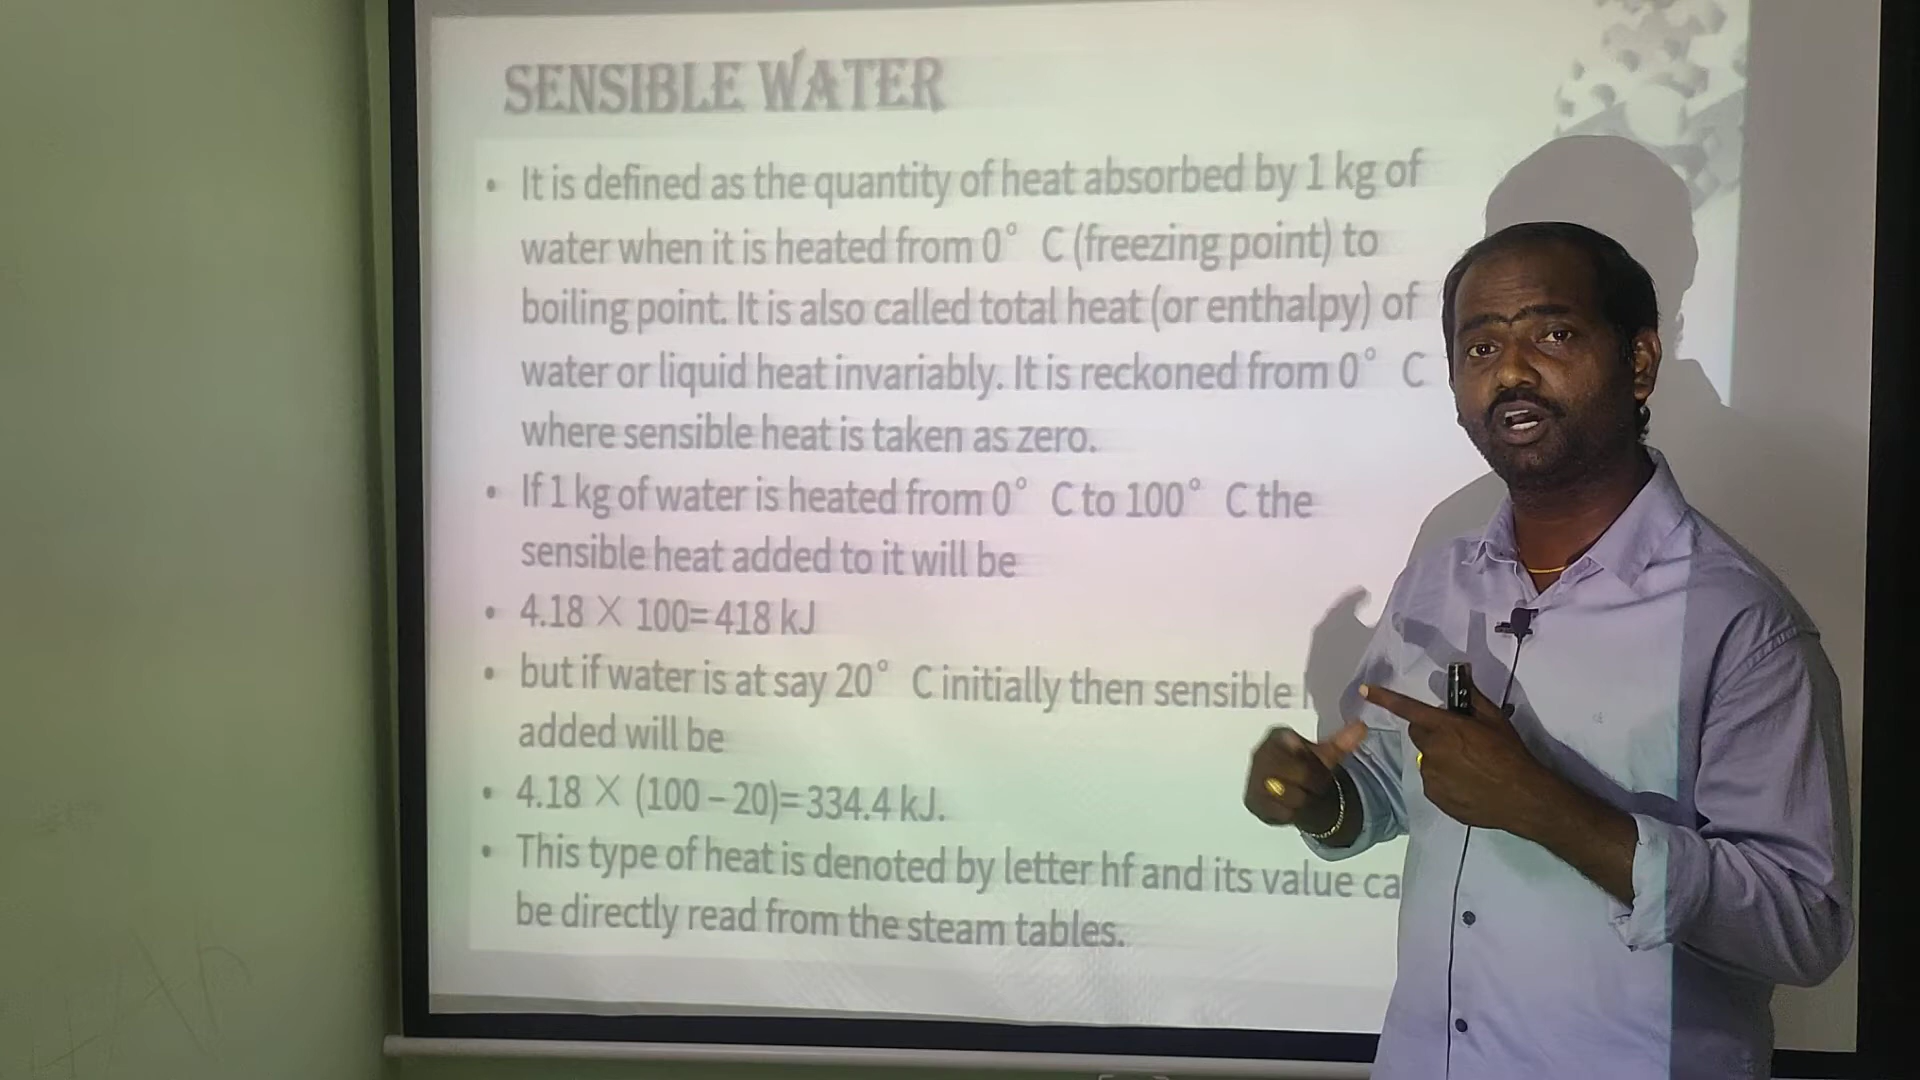 SENSIBLE WATER
• It is defined as the quantity of heat absorbed by 1 kg of
water when it is heated from 0° C (freezing point) to
boiling point. It is also called total heat (or enthalpy) of
water or liquid heat invariably. It is reckoned from 0° C
where sensible heat is taken as zero.
• If 1 kg of water is heated from 0° C to 100° C the
sensible heat added to it will be
• 4.18 × 100= 418 kJ
• but if water is at say 20° C initially then sensible
added will be
• 4.18 × (100 – 20)= 334.4 kJ.
• This type of heat is denoted by letter hf and its value ca
be directly read from the steam tables.